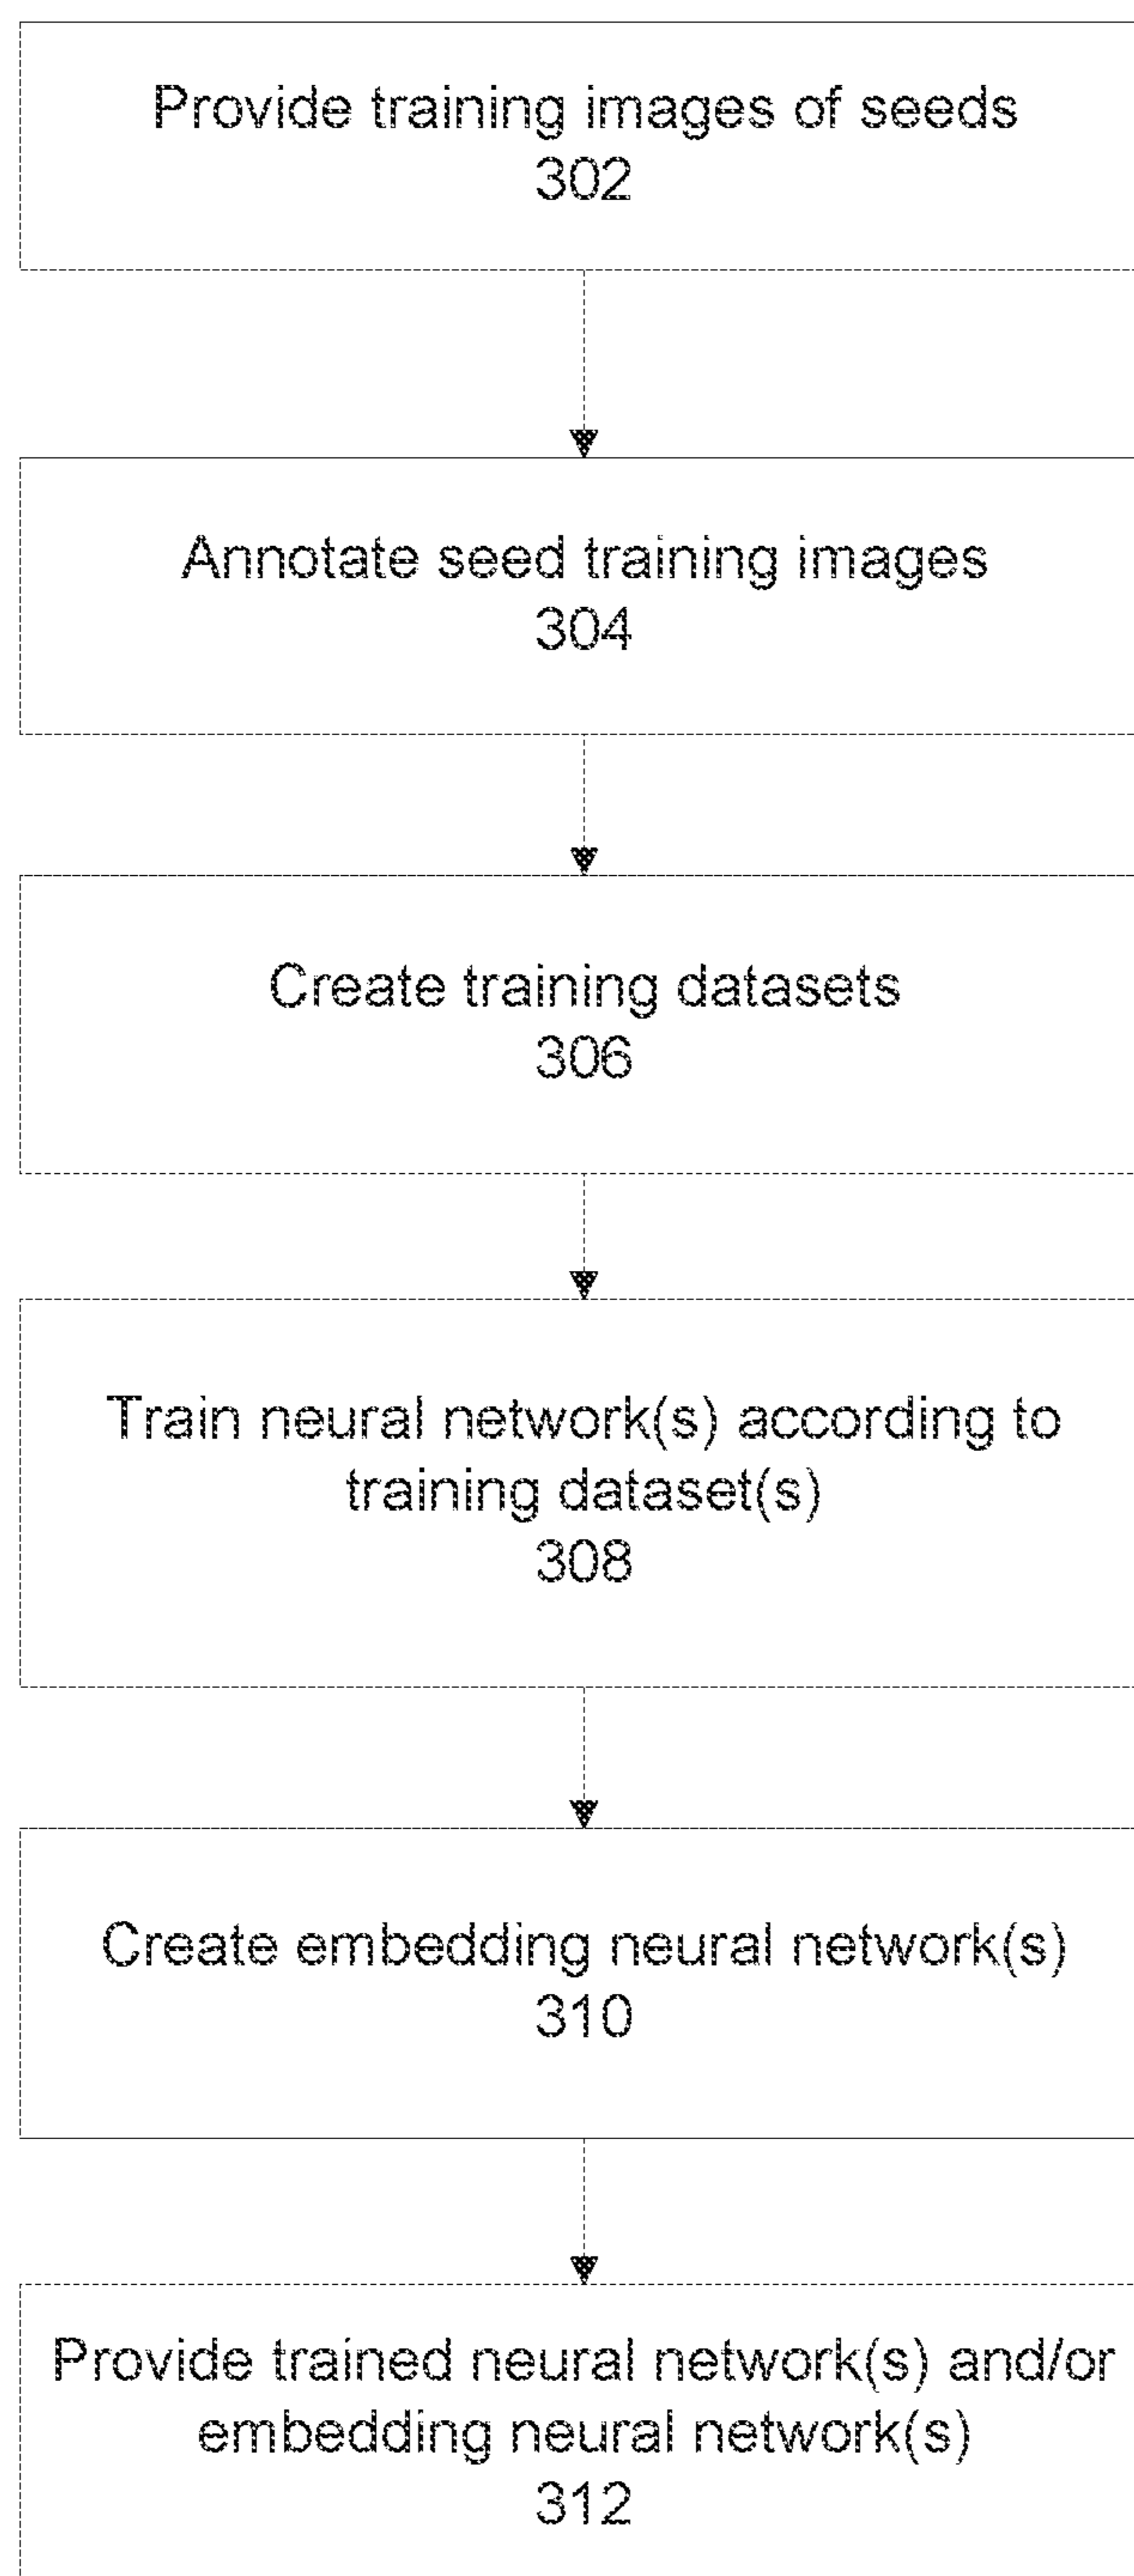 Provide training images of seeds
302
Annotate seed training images
304
Create training datasets
306
Train neural network(s) according to
training dataset(s)
308
Create embedding neural network(s)
310
Provide trained neural network(s) and/or
embedding neural network(s)
312